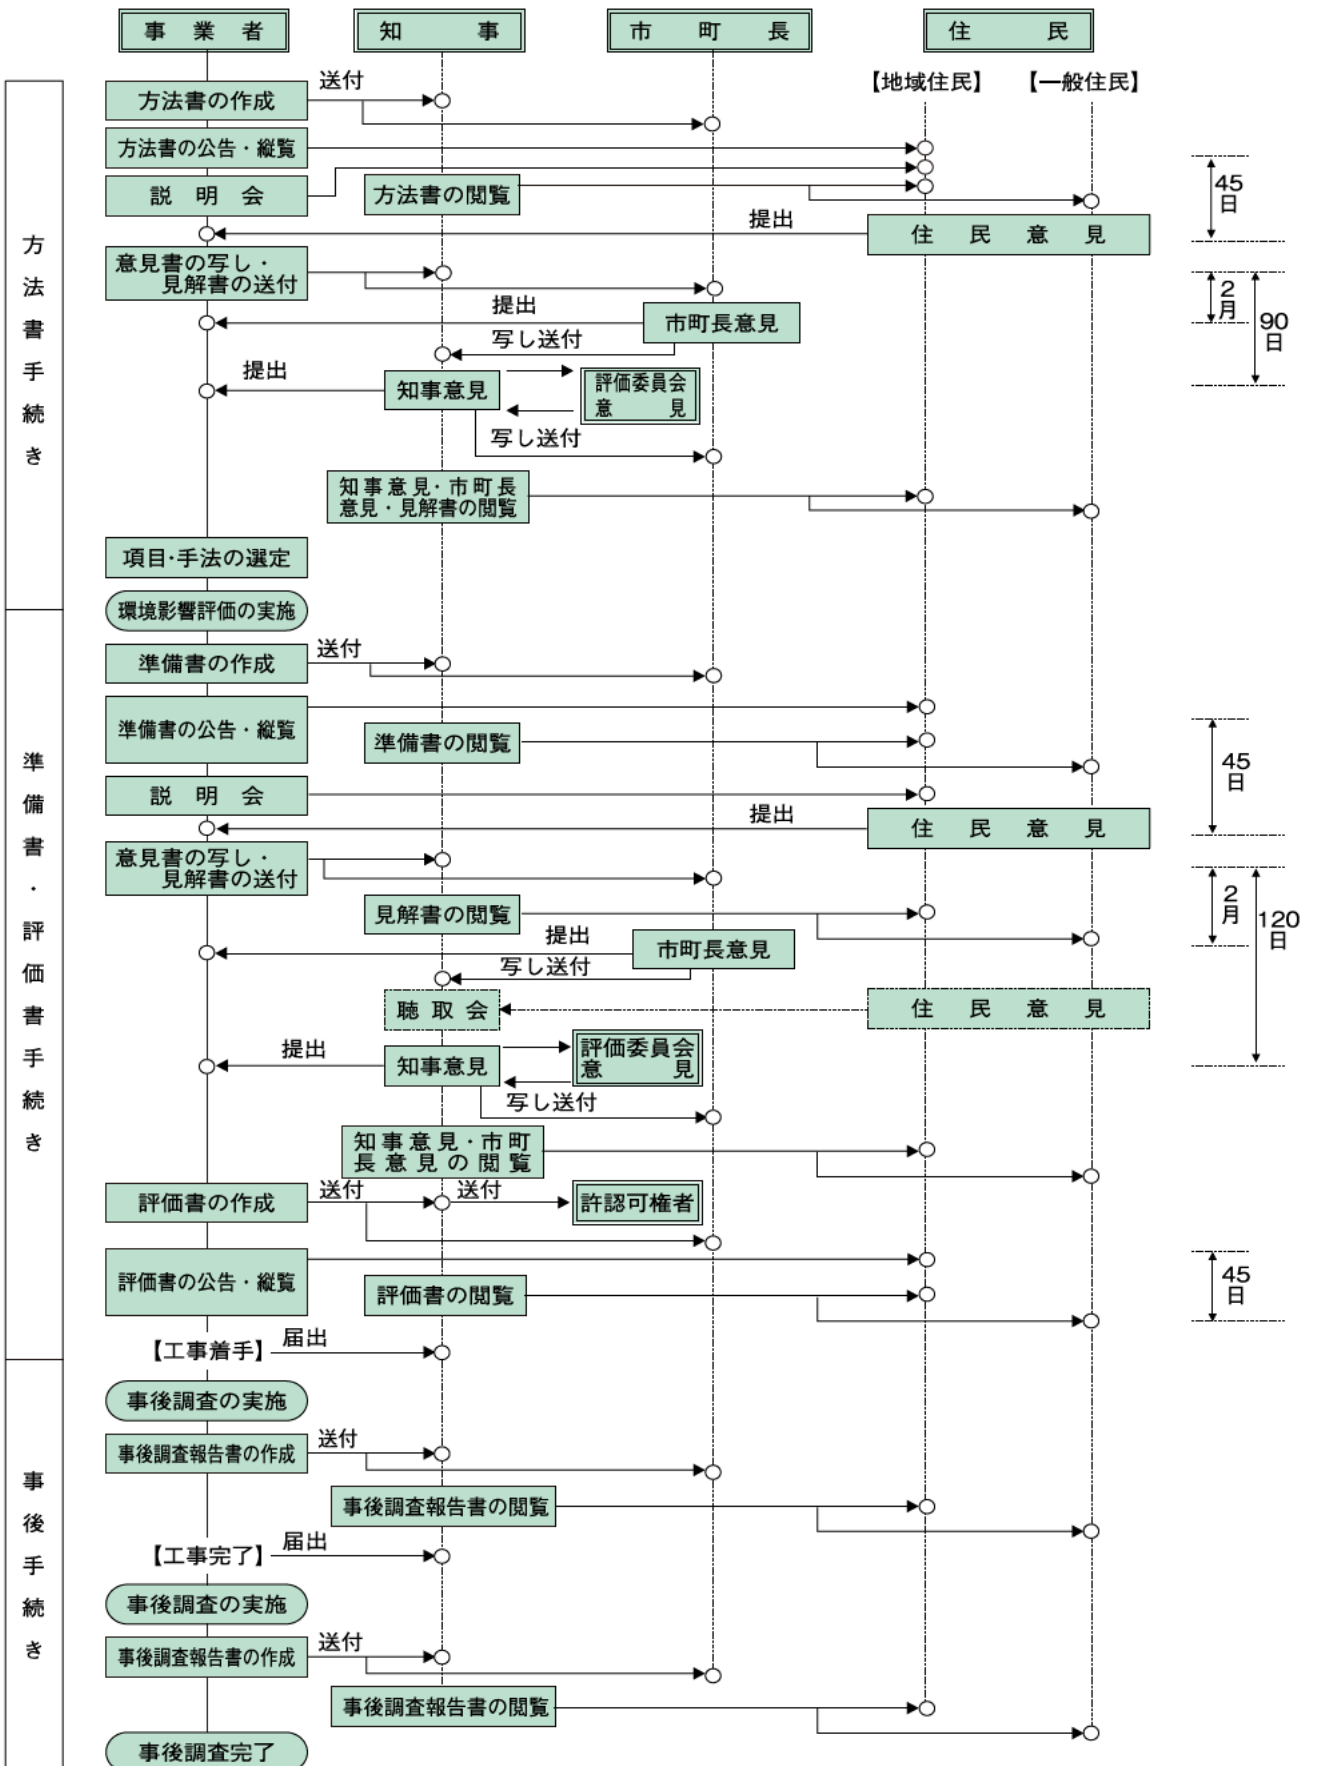 事業者
知事
市町長
住民
【地域住民】
【一般住民】
方法書手続き
方法書の作成
送付
方法書の公告・縦覧
説明会
方法書の閲覧
45日
提出
住民意見
意見書の写し・
見解書の送付
2月
90日
提出
市町長意見
写し送付
提出
知事意見
評価委員会
意見
写し送付
知事意見・市町長
意見・見解書の閲覧
項目・手法の選定
環境影響評価の実施
準備書・評価書手続き
準備書の作成
送付
準備書の公告・縦覧
準備書の閲覧
45日
説明会
提出
住民意見
意見書の写し・
見解書の送付
2月
120日
見解書の閲覧
提出
市町長意見
写し送付
聴取会
住民意見
提出
知事意見
評価委員会
意見
写し送付
知事意見・市町
長意見の閲覧
評価書の作成
送付
送付
許認可権者
評価書の公告・縦覧
評価書の閲覧
45日
【工事着手】
届出
事後手続き
事後調査の実施
事後調査報告書の作成
送付
事後調査報告書の閲覧
【工事完了】
届出
事後調査の実施
事後調査報告書の作成
送付
事後調査報告書の閲覧
事後調査完了